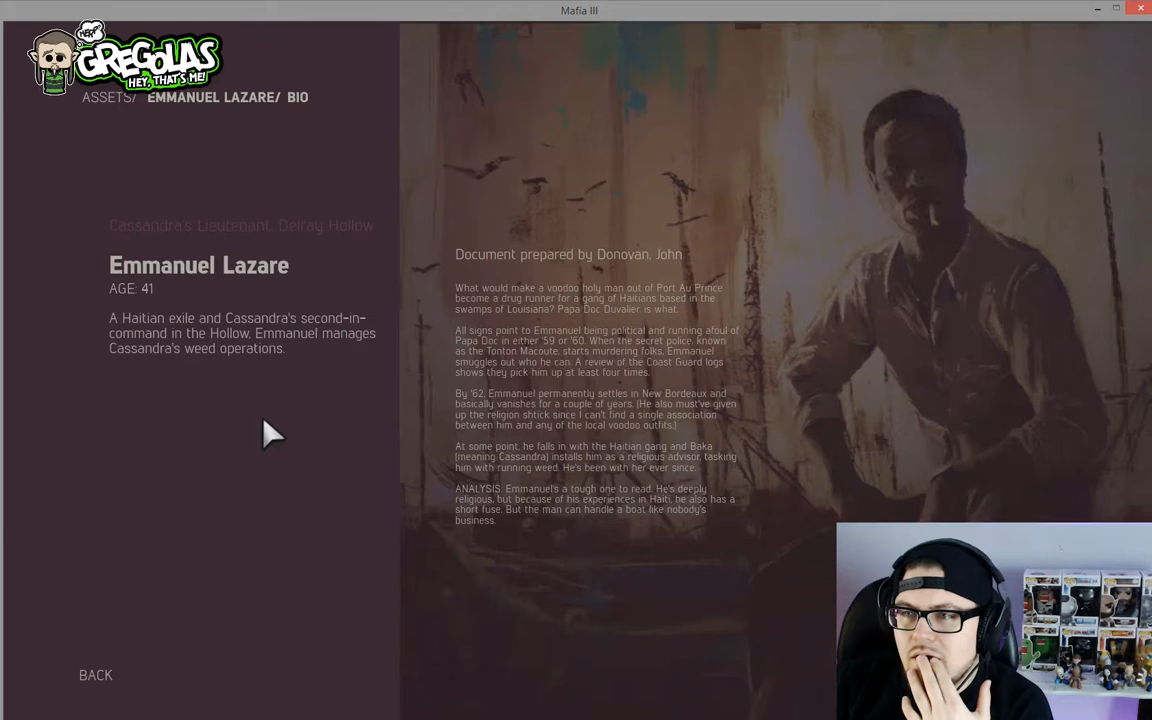 Mafia III
MERF
GREGOLAS
HEY, THAT'S ME!
ASSETS/ EMMANUEL LAZARE/ BIO
Cassandra's Lieutenant, Delray Hollow
Emmanuel Lazare
AGE: 41
A Haitian exile and Cassandra's second-in-
command in the Hollow, Emmanuel manages
Cassandra's weed operations.
Document prepared by Donovan, John
What would make a voodoo holy man out of Port Au Prince
become a drug runner for a gang of Haitians based in the
swamps of Louisiana? Papa Doc Duvalier, is what.
All signs point to Emmanuel being political and running afoul of
Papa Doc in either '59 or '60. When the secret police, known
as the Tonton Macoute, starts murdering folks, Emmanuel
smuggles out who he can. A review of the Coast Guard logs
shows they pick him up at least four times.
By '62, Emmanuel permanently settles in New Bordeaux and
basically vanishes for a couple of years. (He also must've given
up the religion shtick since I can't find a single association
between him and any of the local voodoo outfits.)
At some point, he falls in with the Haitian gang and Baka
(meaning Cassandra) installs him as a religious advisor, tasking
him with running weed. He's been with her ever since.
ANALYSIS: Emmanuel's a tough one to read. He's deeply
religious, but because of his experiences in Haiti, he also has a
short fuse. But the man can handle a boat like nobody's
business.
BACK